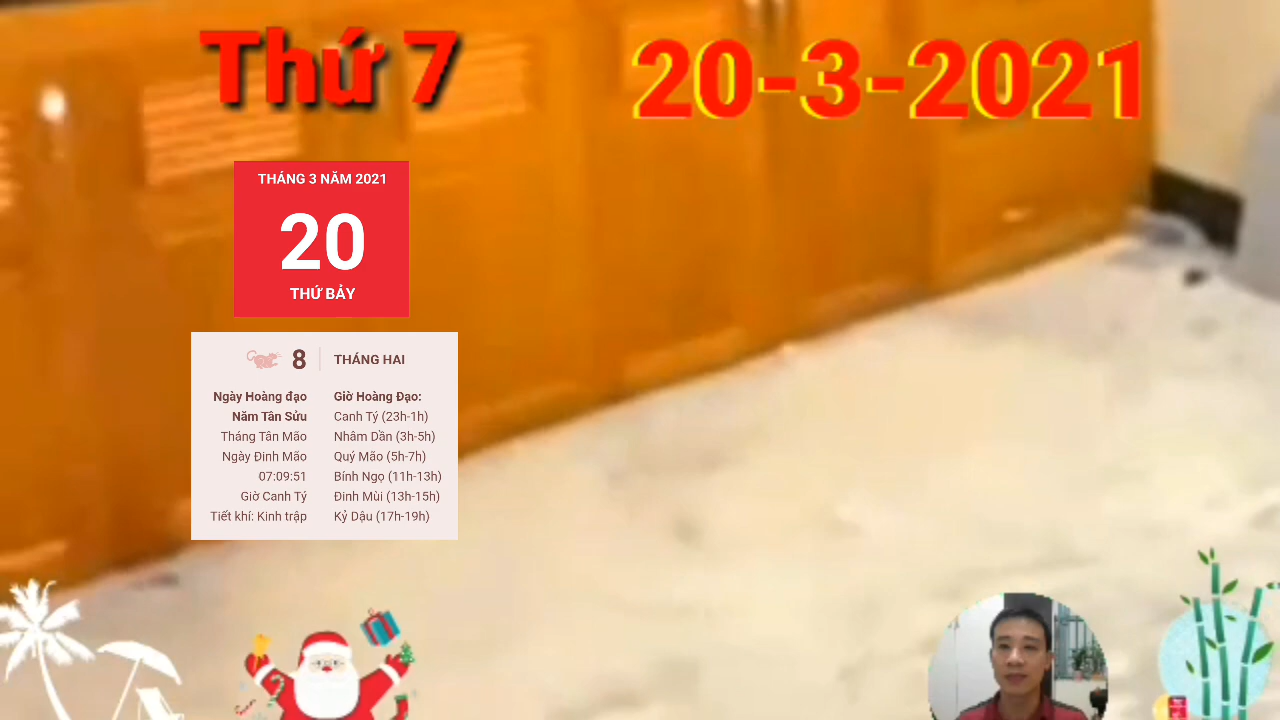 Thứ 7
20-3-2021
THÁNG 3 NĂM 2021
20
THỨ BẢY
8
THÁNG HAI
Ngày Hoàng đạo
Năm Tân Sửu
Tháng Tân Mão
Ngày Đinh Mão
07:09:51
Giờ Canh Tý
Tiết khí: Kinh trập
Giờ Hoàng Đạo:
Canh Tý (23h-1h)
Nhâm Dần (3h-5h)
Quý Mão (5h-7h)
Bính Ngọ (11h-13h)
Đinh Mùi (13h-15h)
Kỷ Dậu (17h-19h)